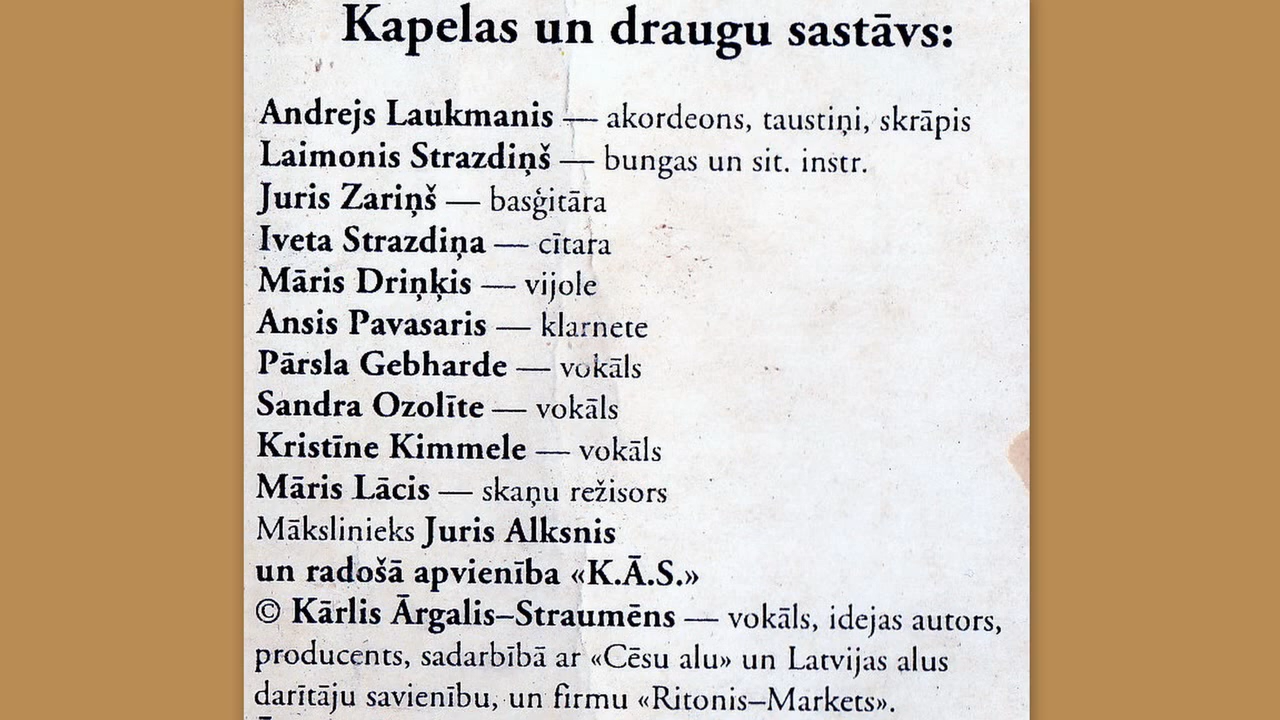 Kapelas un draugu sastāvs:
Andrejs Laukmanis — akordeons, taustiņi, skrāpis
Laimonis Strazdiņš — bungas un sit. instr.
Juris Zariņš — basģitāra
Iveta Strazdiņa — cītara
Māris Driņķis — vijole
Ansis Pavasaris — klarnete
Pārsla Gebharde — vokāls
Sandra Ozolīte — vokāls
Kristīne Kimmele — vokāls
Māris Lācis — skaņu režisors
Mākslinieks Juris Alksnis
un radošā apvienība «K.Ā.S.»
© Kārlis Ārgalis–Straumēns — vokāls, idejas autors,
producents, sadarbībā ar «Cēsu alu» un Latvijas alus
darītāju savienību, un firmu «Ritonis–Markets».